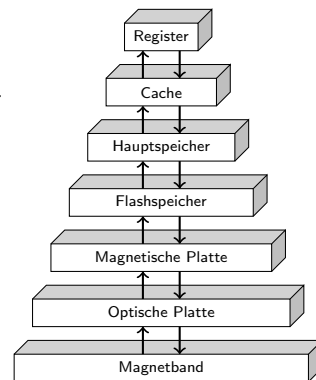 Register
Cache
Hauptspeicher
Flashspeicher
Magnetische Platte
Optische Platte
Magnetband